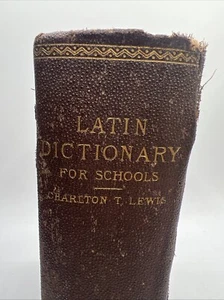 LATIN
DICTIONARY
FOR SCHOOLS
CHARLTON T. LEWIS